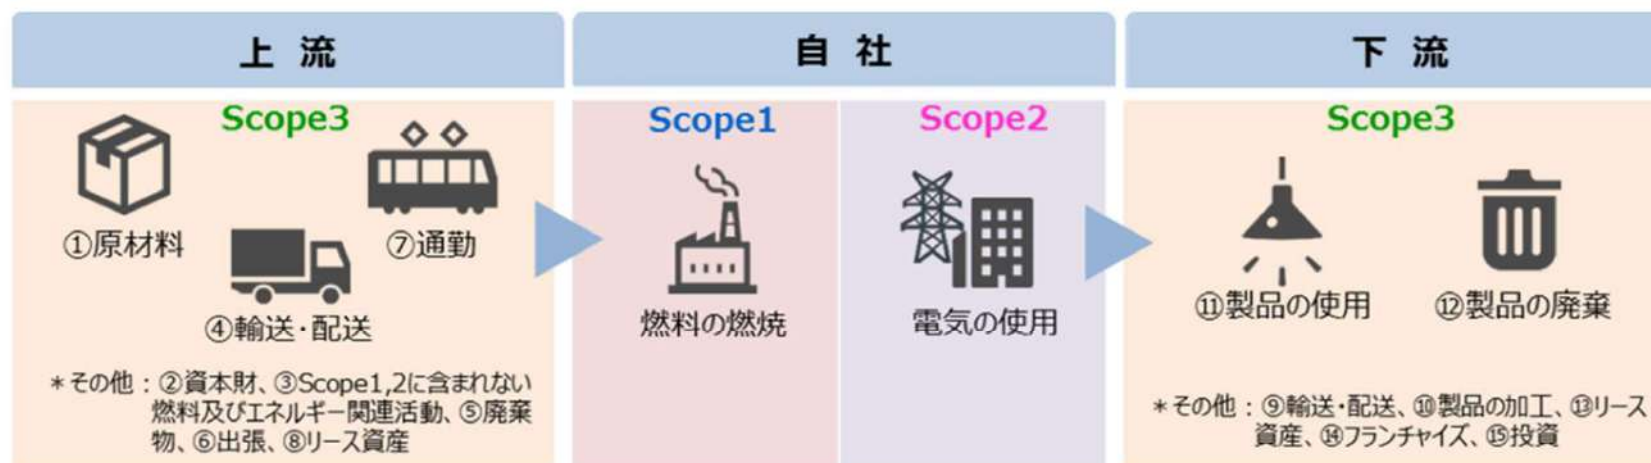 上 流
Scope3
①原材料
⑦通勤
④輸送・配送
*その他：②資本財、③Scope1,2に含まれない
燃料及びエネルギー関連活動、⑤廃棄
物、⑥出張、⑧リース資産
自 社
Scope1
燃料の燃焼
Scope2
電気の使用
下 流
Scope3
⑪製品の使用
⑫製品の廃棄
*その他：⑨輸送・配送、⑩製品の加工、⑬リース
資産、⑭フランチャイズ、⑮投資